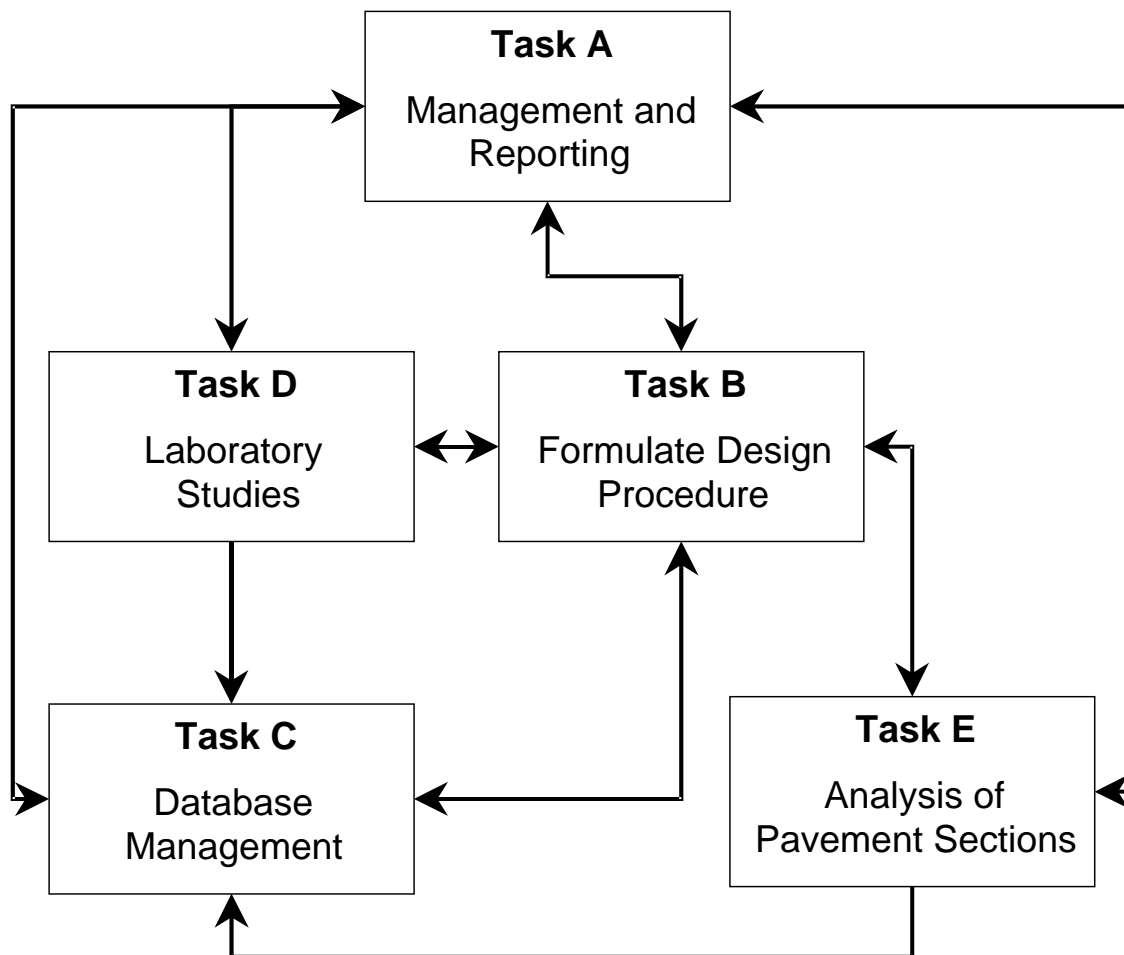 Task A
Management and
Reporting
Task D
Laboratory
Studies
Task B
Formulate Design
Procedure
Task C
Database
Management
Task E
Analysis of
Pavement Sections